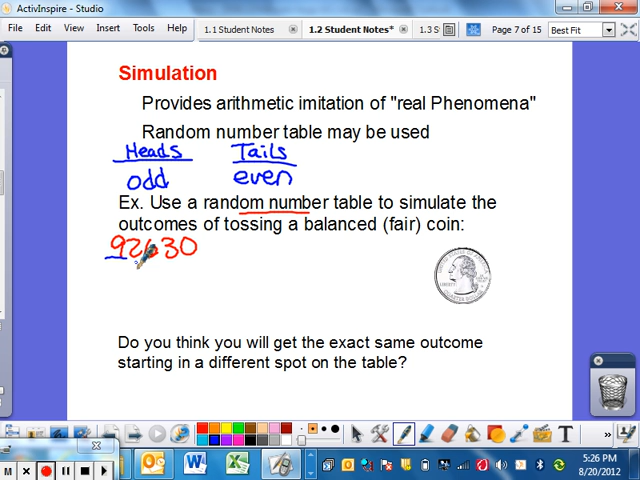 ActivInspire - Studio
File Edit View Insert Tools Help
1.1 Student Notes
1.2 Student Notes*
1.3 S
Page 7 of 15
Best Fit
Simulation
Provides arithmetic imitation of "real Phenomena"
Random number table may be used
Heads Tails
odd even
Ex. Use a random number table to simulate the
outcomes of tossing a balanced (fair) coin:
92630
Do you think you will get the exact same outcome
starting in a different spot on the table?
M
5:26 PM
8/20/2012